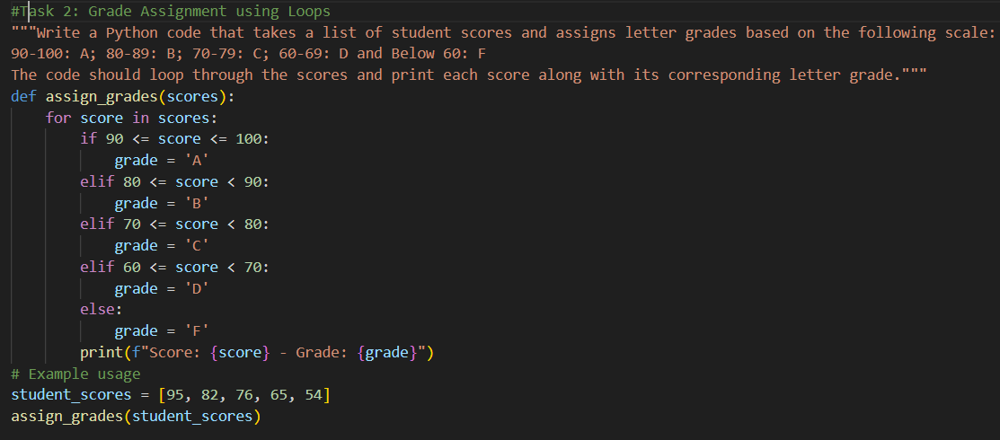 #Task 2: Grade Assignment using Loops
"""Write a Python code that takes a list of student scores and assigns letter grades based on the following scale:
90-100: A; 80-89: B; 70-79: C; 60-69: D and Below 60: F
The code should loop through the scores and print each score along with its corresponding letter grade."""
def assign_grades(scores):
    for score in scores:
        if 90 <= score <= 100:
            grade = 'A'
        elif 80 <= score < 90:
            grade = 'B'
        elif 70 <= score < 80:
            grade = 'C'
        elif 60 <= score < 70:
            grade = 'D'
        else:
            grade = 'F'
        print(f"Score: {score} - Grade: {grade}")
# Example usage
student_scores = [95, 82, 76, 65, 54]
assign_grades(student_scores)